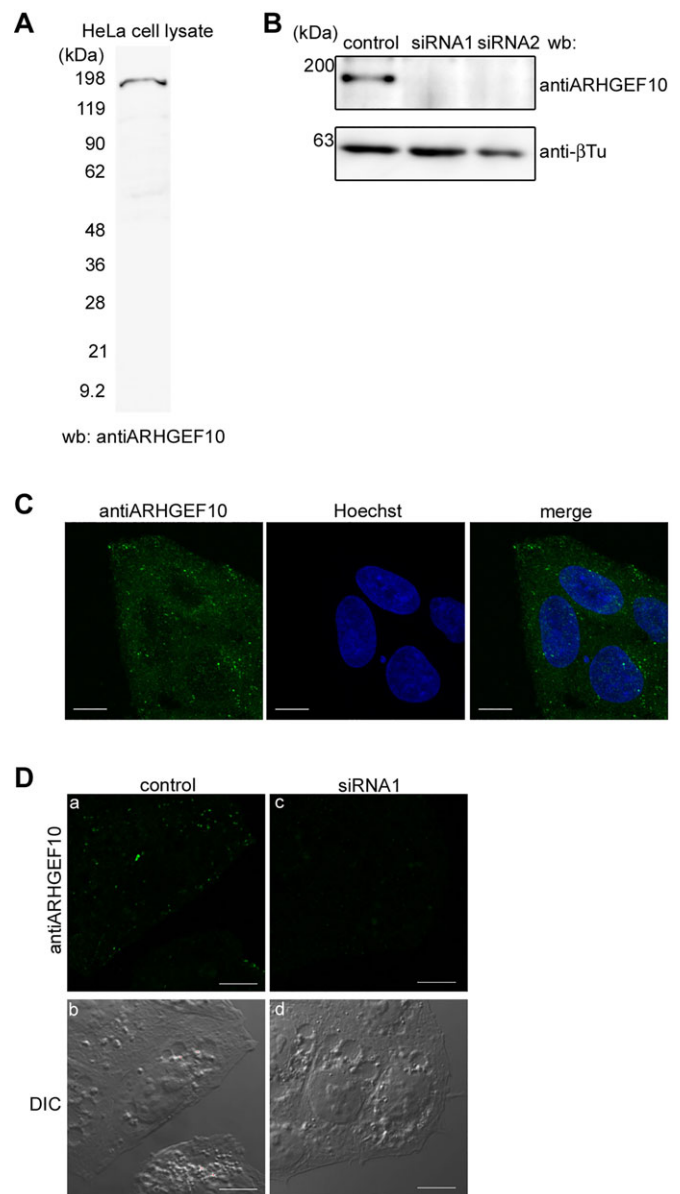 A
HeLa cell lysate
(kDa)
198
119
90
62
48
36
28
21
9.2
wb: antiARHGEF10
B
(kDa) control siRNA1 siRNA2 wb:
200
antiARHGEF10
63
anti-βTu
C
antiARHGEF10 Hoechst merge
D
control siRNA1
antiARHGEF10
a c
DIC
b d